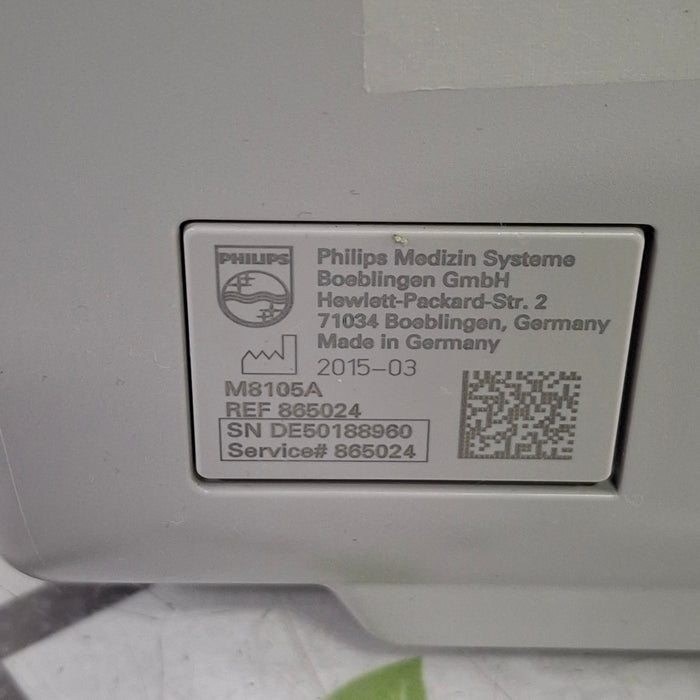 PHILIPS
Philips Medizin Systeme
Boeblingen GmbH
Hewlett-Packard-Str. 2
71034 Boeblingen, Germany
Made in Germany
2015-03
M8105A
REF 865024
SN DE50188960
Service# 865024